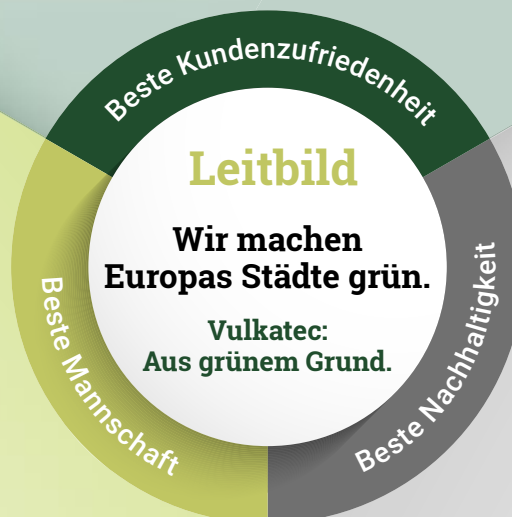 Beste Kundenzufriedenheit
Leitbild
Wir machen
Europas Städte grün.
Vulkatec:
Aus grünem Grund.
Beste Mannschaft
Beste Nachhaltigkeit